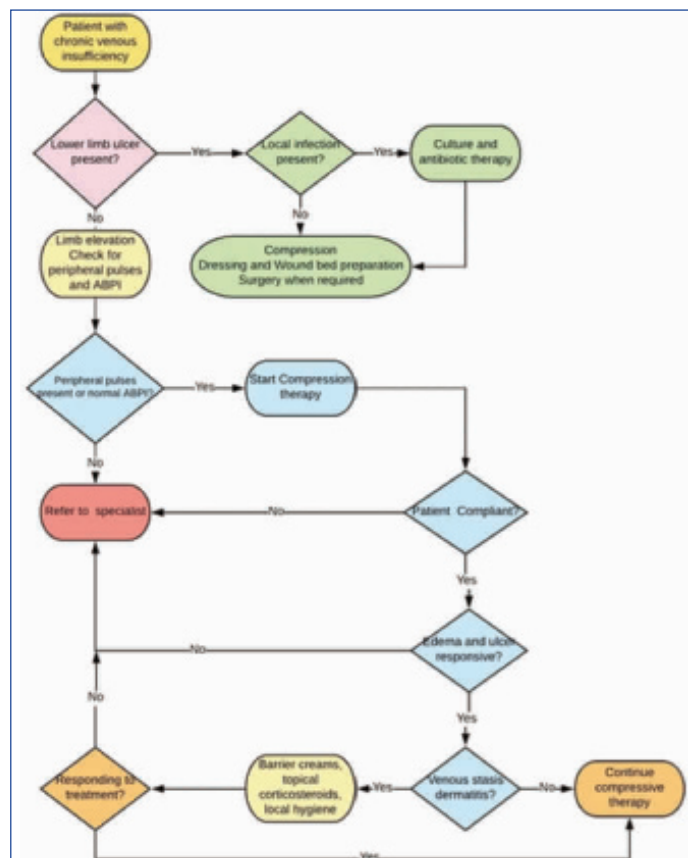 Patient with
chronic venous
insufficiency
Lower limb ulcer
present?
Yes
Local infection
present?
Yes
Culture and
antibiotic therapy
No
No
Limb elevation
Check for
peripheral pulses
and ABPI
Compression
Dressing and Wound bed preparation
Surgery when required
Peripheral pulses
present or normal ABPI?
Yes
Start Compression
therapy
No
Refer to specialist
No
Patient Compliant?
Yes
No
Edema and ulcer
responsive?
No
Yes
Responding to
treatment?
Barrier creams,
topical
corticosteroids,
local hygiene
Yes
Venous stasis
dermatitis?
No
Continue
compressive
therapy
Yes